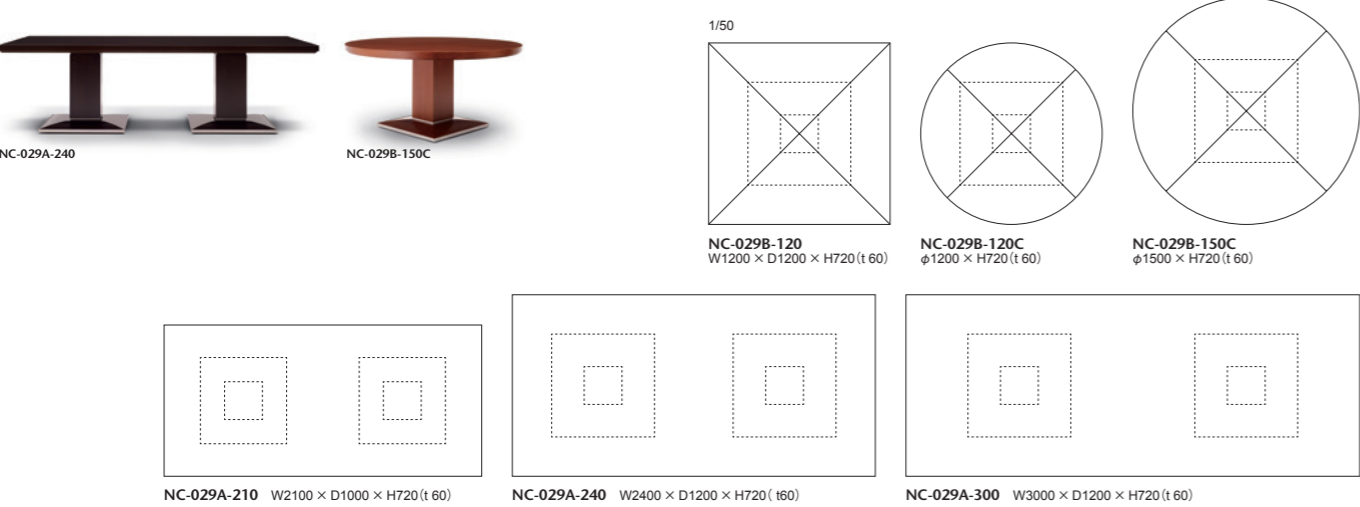 1/50
NC-029A-240
NC-029B-150C
NC-029B-120
W1200 × D1200 × H720(t 60)
NC-029B-120C
φ1200 × H720(t 60)
NC-029B-150C
φ1500 × H720(t 60)
NC-029A-210 W2100 × D1000 × H720(t 60)
NC-029A-240 W2400 × D1200 × H720( t60)
NC-029A-300 W3000 × D1200 × H720(t 60)